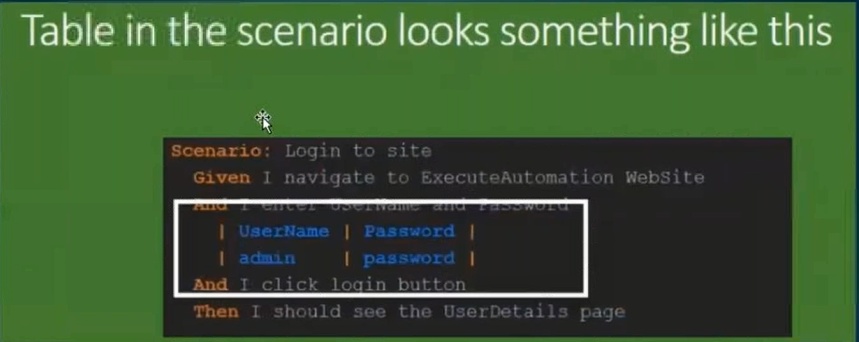 Table in the scenario looks something like this
Scenario: Login to site
Given I navigate to ExecuteAutomation WebSite
And I enter UserName and Password
| UserName | Password |
| admin | password |
And I click login button
Then I should see the UserDetails page